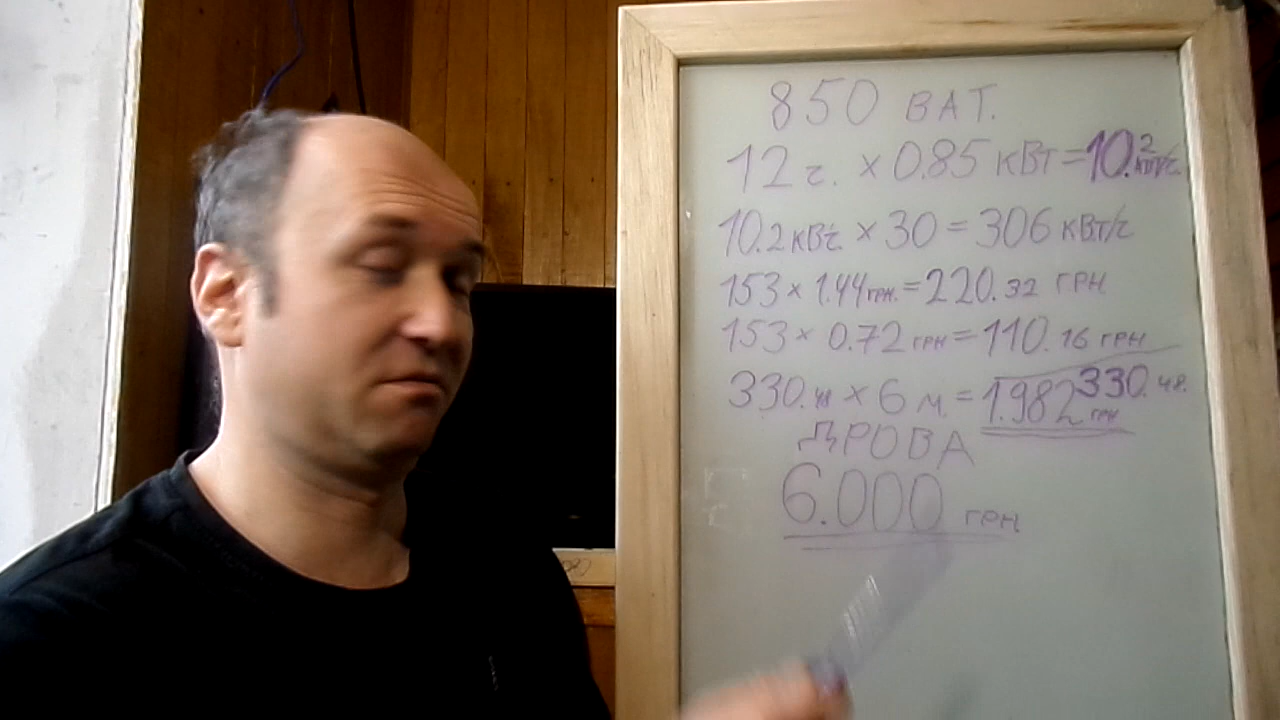 850 ВАТ.
12 г. × 0.85 кВт = 10.2 кВт/г.
10.2 кВг. × 30 = 306 кВт/г
153 × 1.44 грн. = 220.32 ГРН
153 × 0.72 грн = 110.16 грн
330.48.
330. × 6 м. = 1.982 грн
ДРОВА
6.000 грн